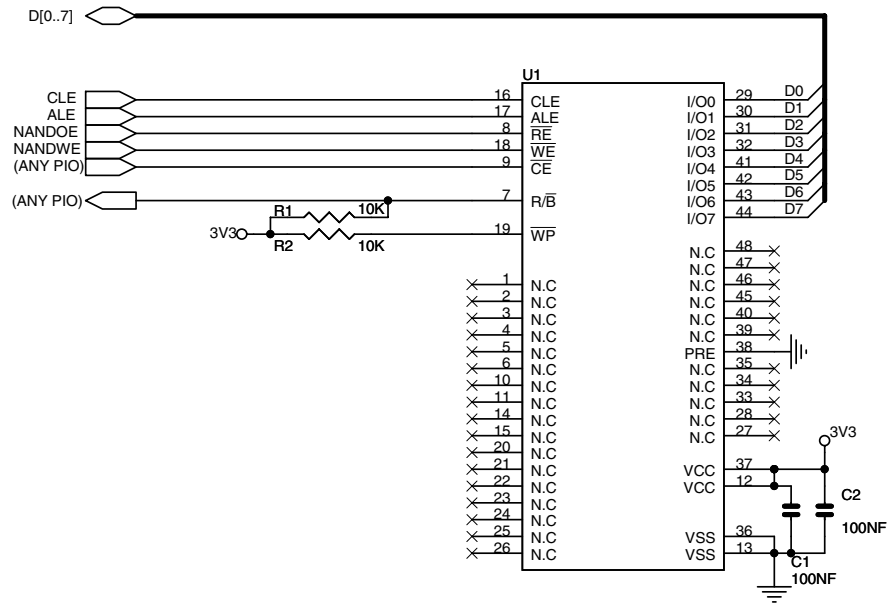 D[0..7]
U1
CLE 16 CLE I/O0 29 D0
ALE 17 ALE I/O1 30 D1
NANDOE 8 RE I/O2 31 D2
NANDWE 18 WE I/O3 32 D3
(ANY PIO) 9 CE I/O4 41 D4
I/O5 42 D5
(ANY PIO) 7 R/B I/O6 43 D6
R1 10K I/O7 44 D7
3V3 19 WP
R2 10K
N.C 48
N.C 47
1 N.C N.C 46
2 N.C N.C 45
3 N.C N.C 40
4 N.C N.C 39
5 N.C PRE 38
6 N.C N.C 35
10 N.C N.C 34
11 N.C N.C 33
14 N.C N.C 28
15 N.C N.C 27
3V3
20 N.C
21 N.C VCC 37
22 N.C VCC 12
23 N.C C2
24 N.C 100NF
25 N.C VSS 36
26 N.C VSS 13
C1
100NF